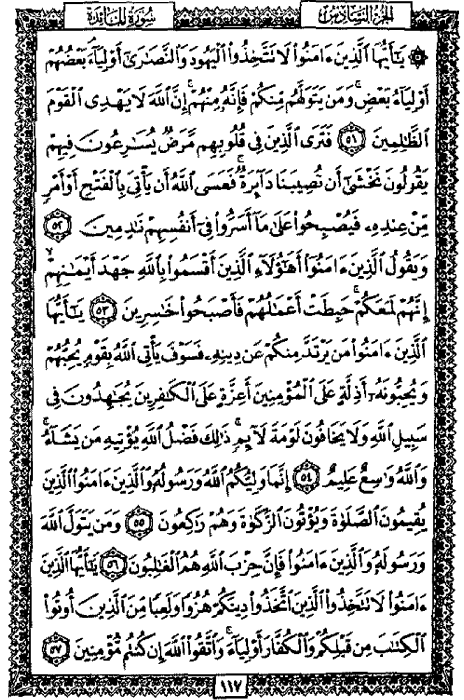 سورة المائدة
الجزء السادس
۞ يَـٰٓأَيُّهَا ٱلَّذِينَ ءَامَنُوا۟ لَا تَتَّخِذُوا۟ ٱلْيَهُودَ وَٱلنَّصَـٰرَىٰٓ أَوْلِيَآءَ ۘ بَعْضُهُمْ
أَوْلِيَآءُ بَعْضٍ ۚ وَمَن يَتَوَلَّهُم مِّنكُمْ فَإِنَّهُۥ مِنْهُمْ ۗ إِنَّ ٱللَّهَ لَا يَهْدِى ٱلْقَوْمَ
ٱلظَّـٰلِمِينَ ٥١ فَتَرَى ٱلَّذِينَ فِى قُلُوبِهِم مَّرَضٌ يُسَـٰرِعُونَ فِيهِمْ
يَقُولُونَ نَخْشَىٰٓ أَن تُصِيبَنَا دَآئِرَةٌ ۚ فَعَسَى ٱللَّهُ أَن يَأْتِىَ بِٱلْفَتْحِ أَوْ أَمْرٍ
مِّنْ عِندِهِۦ فَيُصْبِحُوا۟ عَلَىٰ مَآ أَسَرُّوا۟ فِىٓ أَنفُسِهِمْ نَـٰدِمِينَ ٥٢
وَيَقُولُ ٱلَّذِينَ ءَامَنُوٓا۟ أَهَـٰٓؤُلَآءِ ٱلَّذِينَ أَقْسَمُوا۟ بِٱللَّهِ جَهْدَ أَيْمَـٰنِهِمْ ۙ
إِنَّهُمْ لَمَعَكُمْ ۚ حَبِطَتْ أَعْمَـٰلُهُمْ فَأَصْبَحُوا۟ خَـٰسِرِينَ ٥٣ يَـٰٓأَيُّهَا
ٱلَّذِينَ ءَامَنُوا۟ مَن يَرْتَدَّ مِنكُمْ عَن دِينِهِۦ فَسَوْفَ يَأْتِى ٱللَّهُ بِقَوْمٍ يُحِبُّهُمْ
وَيُحِبُّونَهُۥٓ أَذِلَّةٍ عَلَى ٱلْمُؤْمِنِينَ أَعِزَّةٍ عَلَى ٱلْكَـٰفِرِينَ يُجَـٰهِدُونَ فِى
سَبِيلِ ٱللَّهِ وَلَا يَخَافُونَ لَوْمَةَ لَآئِمٍ ۚ ذَٰلِكَ فَضْلُ ٱللَّهِ يُؤْتِيهِ مَن يَشَآءُ ۚ
وَٱللَّهُ وَٰسِعٌ عَلِيمٌ ٥٤ إِنَّمَا وَلِيُّكُمُ ٱللَّهُ وَرَسُولُهُۥ وَٱلَّذِينَ ءَامَنُوا۟ ٱلَّذِينَ
يُقِيمُونَ ٱلصَّلَوٰةَ وَيُؤْتُونَ ٱلزَّكَوٰةَ وَهُمْ رَٰكِعُونَ ٥٥ وَمَن يَتَوَلَّ ٱللَّهَ
وَرَسُولَهُۥ وَٱلَّذِينَ ءَامَنُوا۟ فَإِنَّ حِزْبَ ٱللَّهِ هُمُ ٱلْغَـٰلِبُونَ ٥٦ يَـٰٓأَيُّهَا ٱلَّذِينَ
ءَامَنُوا۟ لَا تَتَّخِذُوا۟ ٱلَّذِينَ ٱتَّخَذُوا۟ دِينَكُمْ هُزُوًا وَلَعِبًا مِّنَ ٱلَّذِينَ أُوتُوا۟
ٱلْكِتَـٰبَ مِن قَبْلِكُمْ وَٱلْكُفَّارَ أَوْلِيَآءَ ۚ وَٱتَّقُوا۟ ٱللَّهَ إِن كُنتُم مُّؤْمِنِينَ ٥٧
١١٧